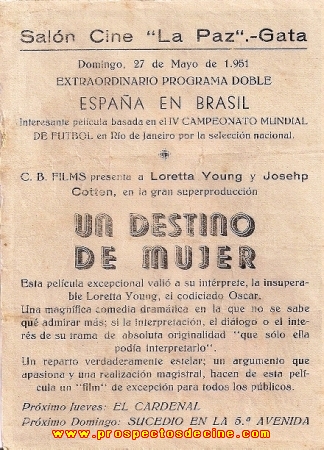 Salón Cine "La Paz".-Gata
Domingo, 27 de Mayo de 1.951
EXTRAORDINARIO PROGRAMA DOBLE
ESPAÑA EN BRASIL
Interesante película basada en el IV CAMPEONATO MUNDIAL
DE FUTBOL en Río de Janeiro por la selección nacional.
C. B. FILMS presenta a Loretta Young y Josehp
Cotten, en la gran superproducción
UN DESTINO
DE MUJER
Esta película excepcional valió a su intérprete, la insupera-
ble Loretta Young, el codiciado Oscar.
Una magnífica comedia dramática en la que no se sabe
qué admirar más; si la interpretación, el diálogo o el inte-
rés de su trama de absoluta originalidad "que sólo ella
podía interpretarlo".
Un reparto verdaderamente estelar; un argumento que
apasiona y una realización magistral, hacen de esta pelícu-
la un "film" de excepción para todos los públicos.
Próximo Jueves: EL CARDENAL
Próximo Domingo: SUCEDIO EN LA 5.ª AVENIDA
www.prospectosdecine.com